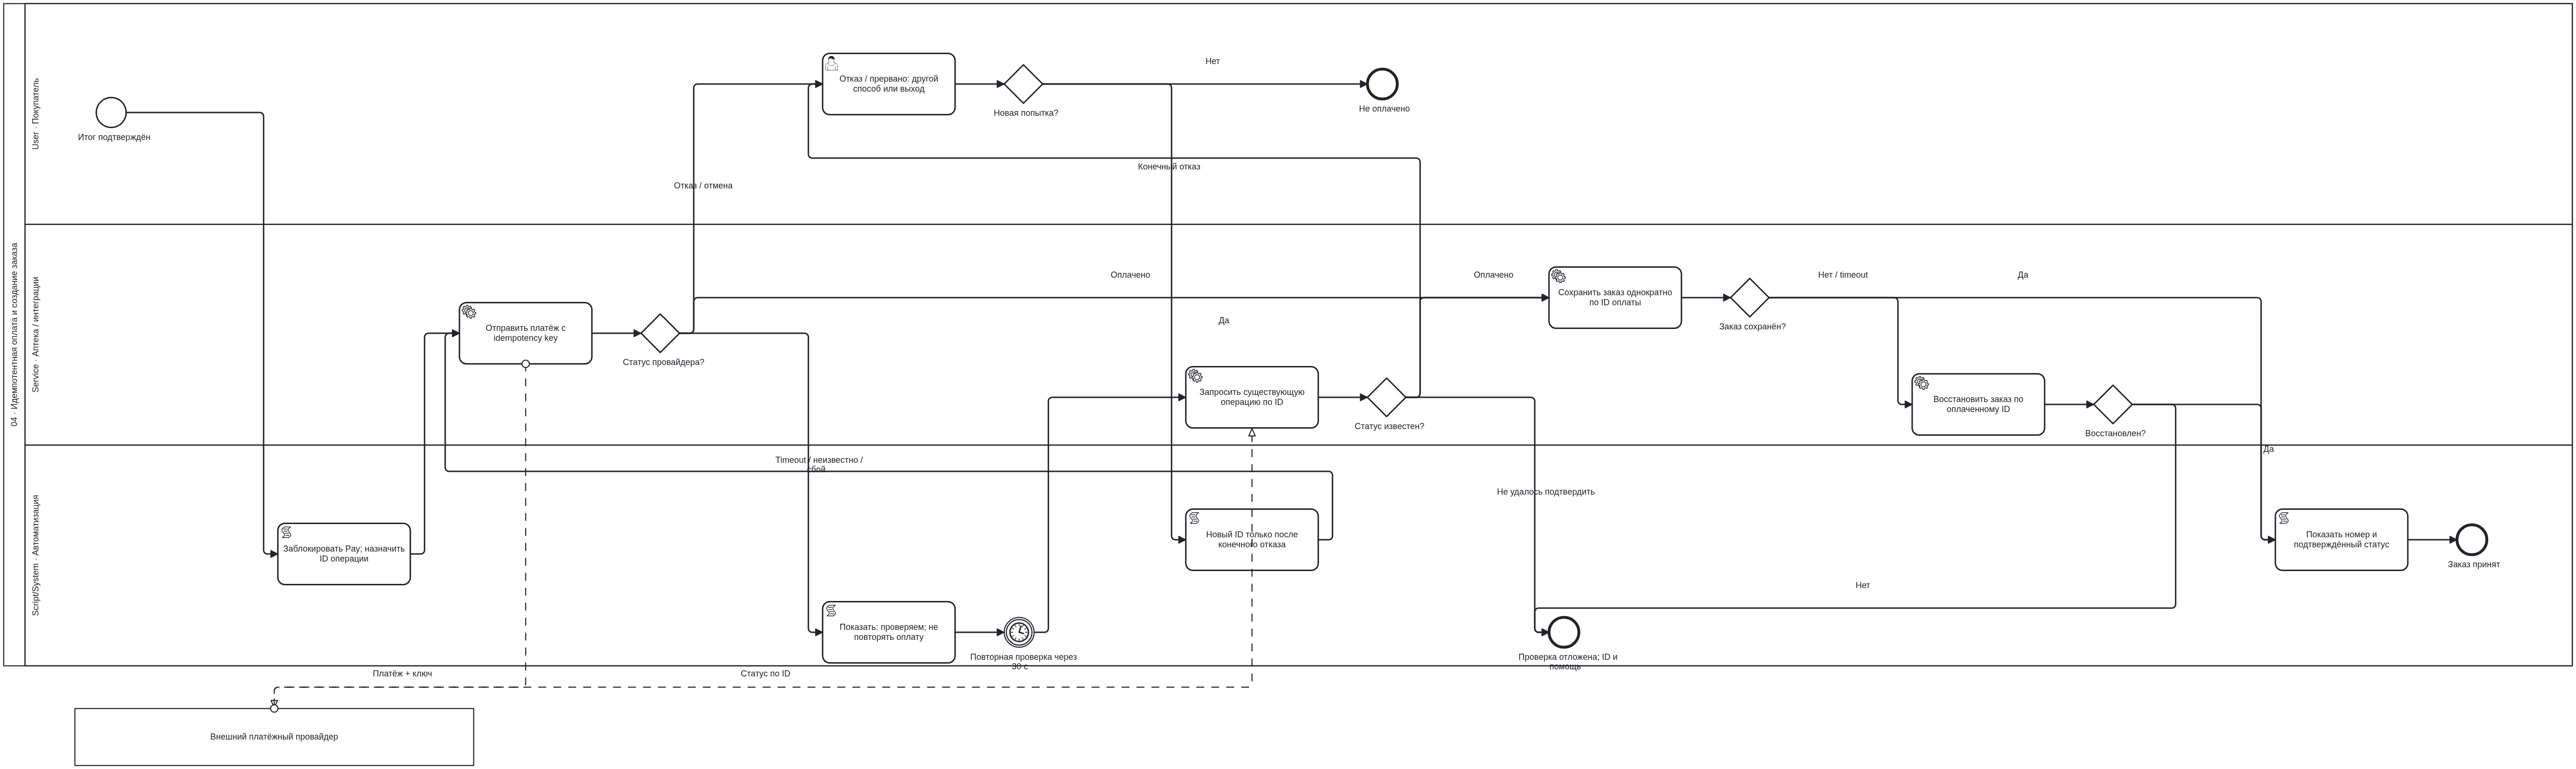 04 · Идемпотентная оплата и создание заказа
User · Покупатель
Итог подтверждён
Отказ / прервано: другой
способ или выход
Новая попытка?
Нет
Не оплачено
Конечный отказ
Отказ / отмена
Service · Аптека / интеграции
Отправить платёж с
idempotency key
Статус провайдера?
Оплачено
Да
Запросить существующую
операцию по ID
Статус известен?
Оплачено
Сохранить заказ однократно
по ID оплаты
Заказ сохранён?
Нет / timeout
Да
Восстановить заказ по
оплаченному ID
Восстановлен?
Да
Script/System · Автоматизация
Timeout / неизвестно /
сбой
Заблокировать Pay; назначить
ID операции
Новый ID только после
конечного отказа
Не удалось подтвердить
Показать номер и
подтверждённый статус
Заказ принят
Нет
Показать: проверяем; не
повторять оплату
Повторная проверка через
30 с
Проверка отложена; ID и
помощь
Платёж + ключ
Статус по ID
Внешний платёжный провайдер